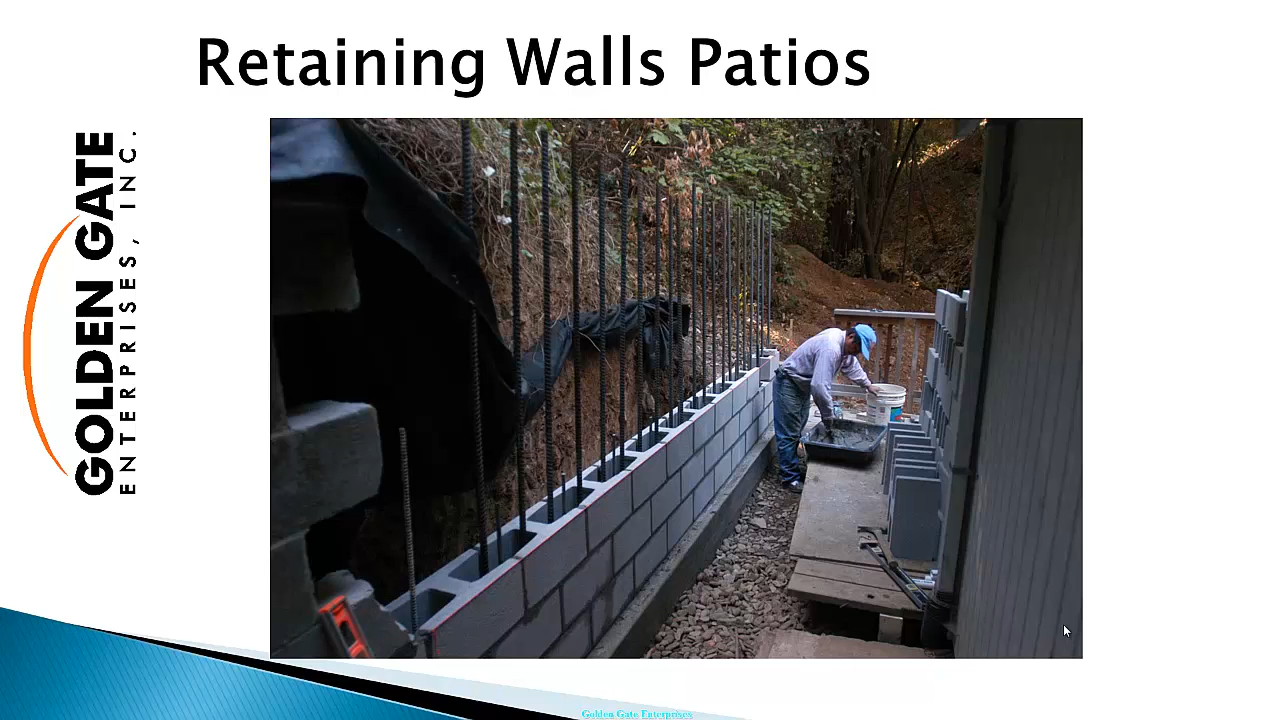 Retaining Walls Patios
GOLDEN GATE
ENTERPRISES, INC.
Golden Gate Enterprises